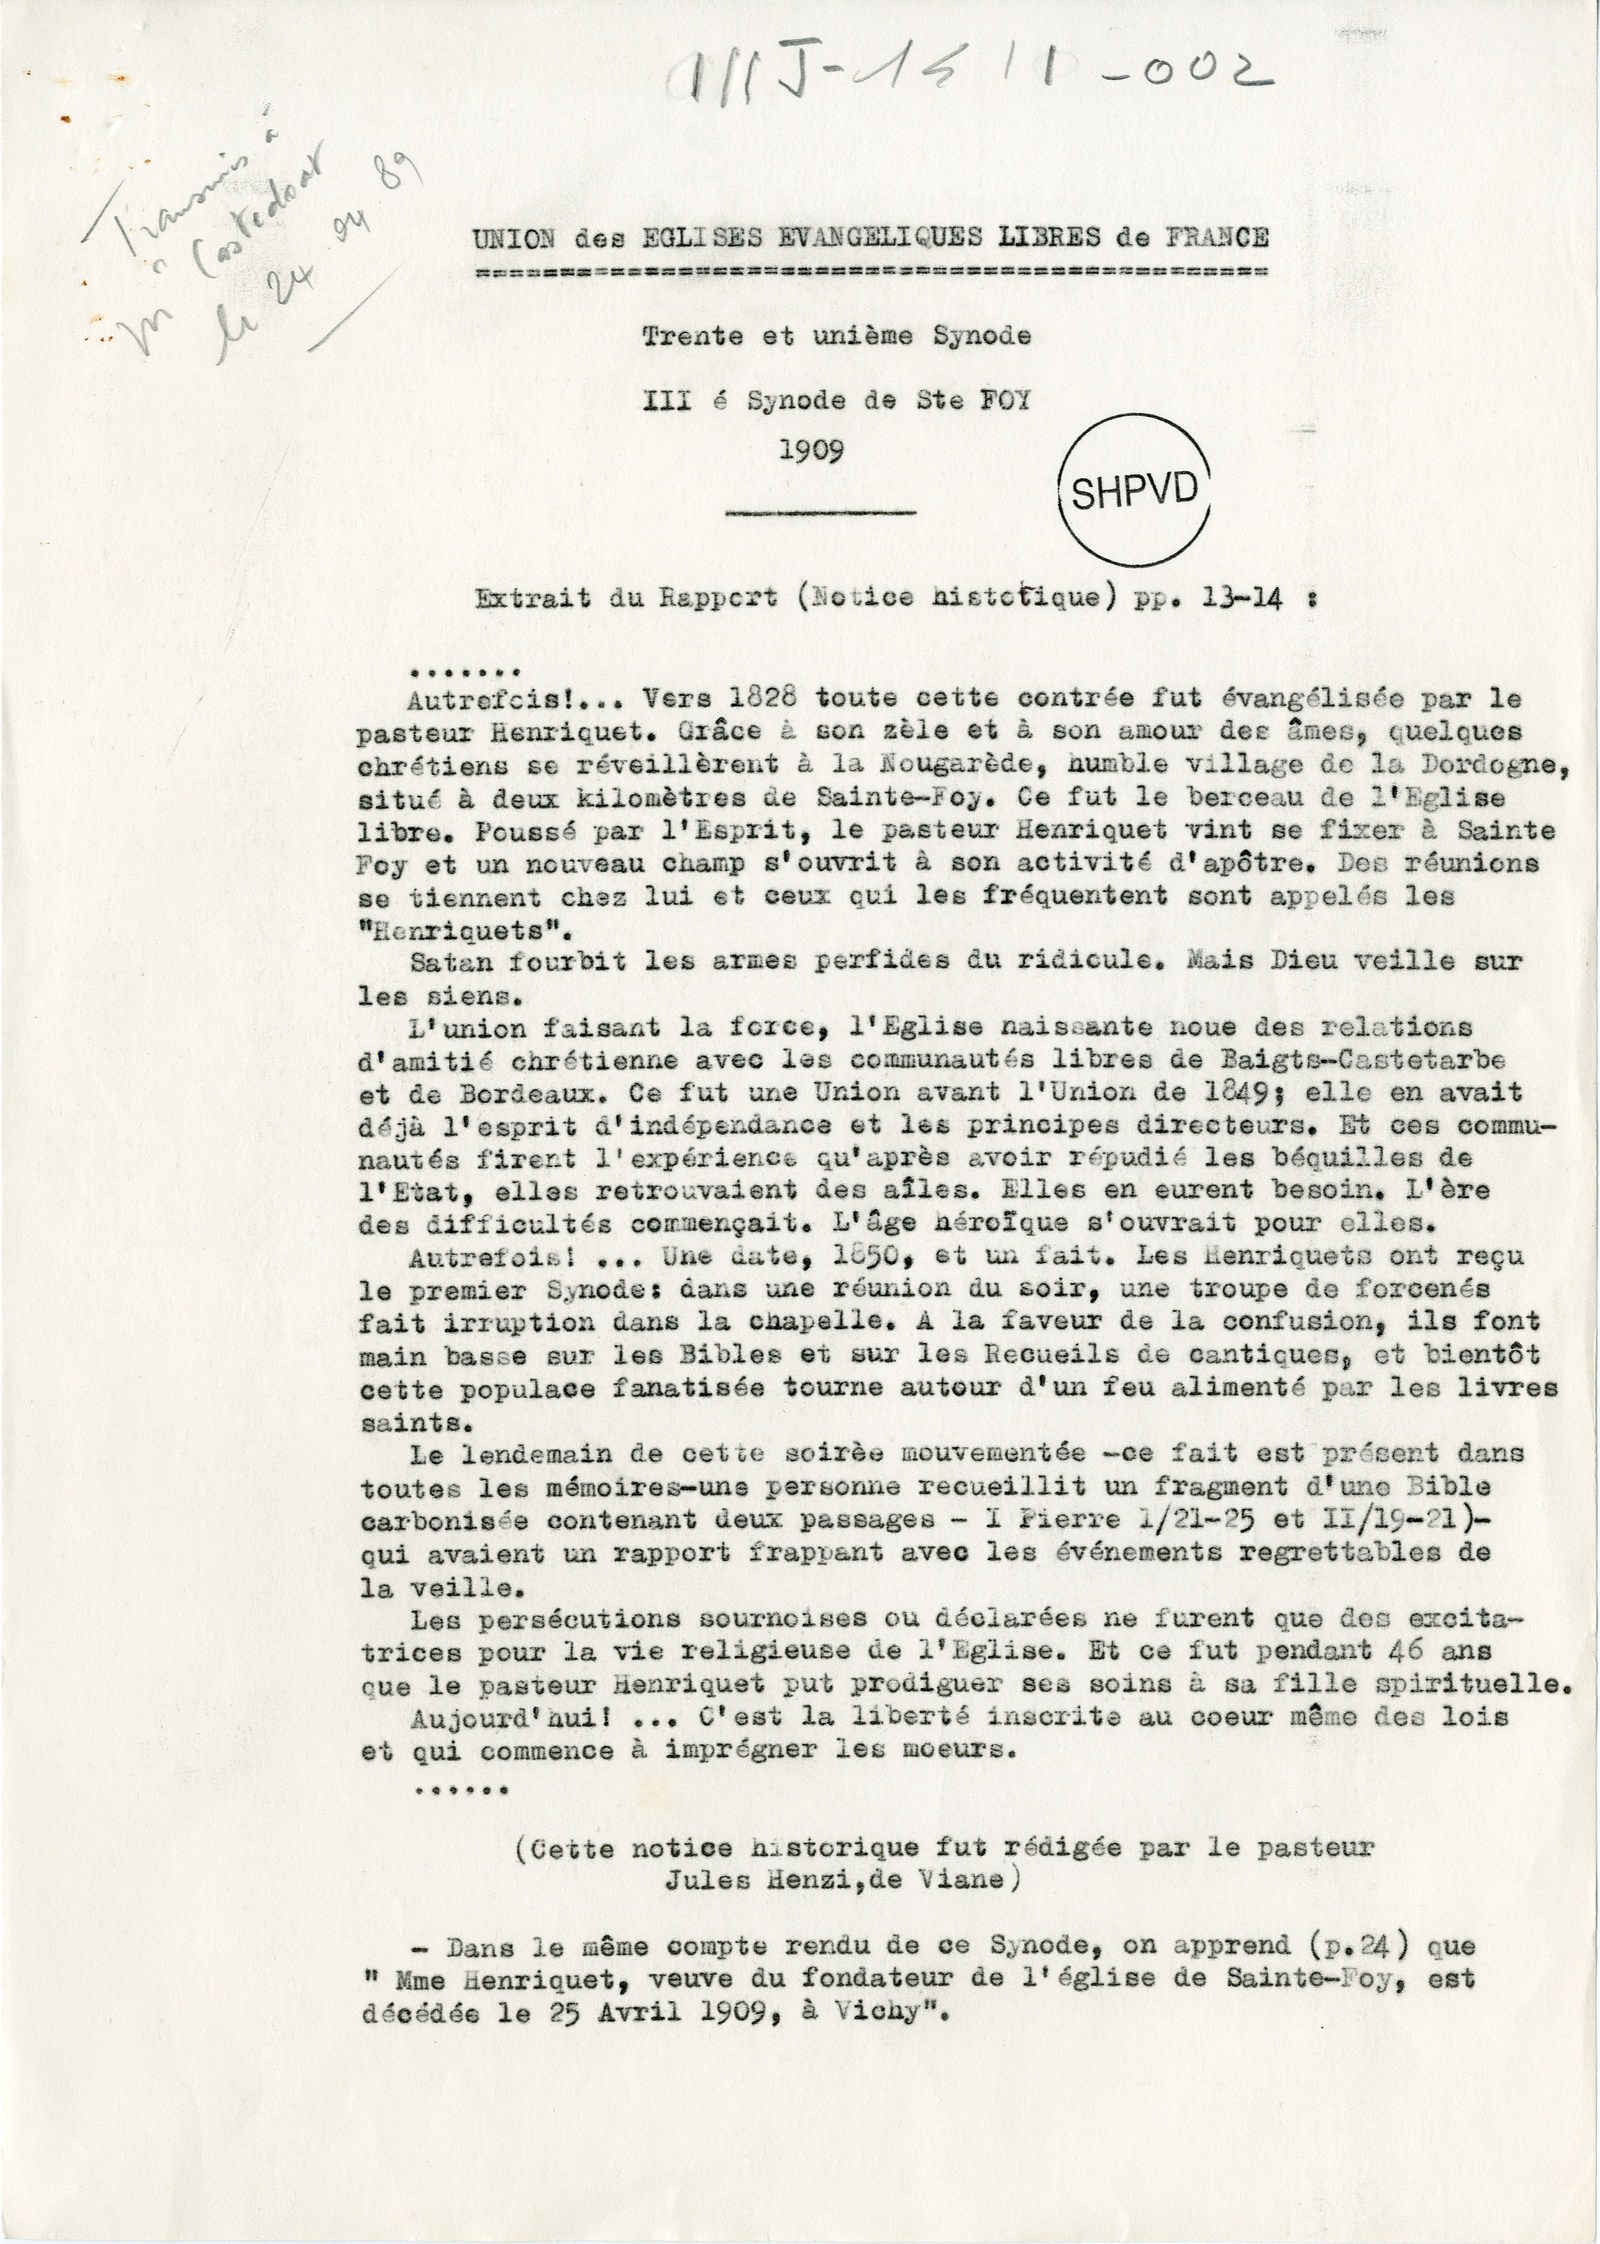 IIIJ-1411-002
Transmis à
M Castedoat
le 24 04 89
UNION des EGLISES EVANGELIQUES LIBRES de FRANCE
===============================================
Trente et unième Synode
III é Synode de Ste FOY
1909
SHPVD
Extrait du Rapport (Notice historique) pp. 13-14 :
.......
Autrefois!... Vers 1828 toute cette contrée fut évangélisée par le
pasteur Henriquet. Grâce à son zèle et à son amour des âmes, quelques
chrétiens se réveillèrent à la Nougarède, humble village de la Dordogne,
situé à deux kilomètres de Sainte-Foy. Ce fut le berceau de l'Eglise
libre. Poussé par l'Esprit, le pasteur Henriquet vint se fixer à Sainte
Foy et un nouveau champ s'ouvrit à son activité d'apôtre. Des réunions
se tiennent chez lui et ceux qui les fréquentent sont appelés les
"Henriquets".
Satan fourbit les armes perfides du ridicule. Mais Dieu veille sur
les siens.
L'union faisant la force, l'Eglise naissante noue des relations
d'amitié chrétienne avec les communautés libres de Baigts-Castetarbe
et de Bordeaux. Ce fut une Union avant l'Union de 1849; elle en avait
déjà l'esprit d'indépendance et les principes directeurs. Et ces commu-
nautés firent l'expérience qu'après avoir répudié les béquilles de
l'Etat, elles retrouvaient des aîles. Elles en eurent besoin. L'ère
des difficultés commençait. L'âge héroïque s'ouvrait pour elles.
Autrefois! ... Une date, 1850, et un fait. Les Henriquets ont reçu
le premier Synode: dans une réunion du soir, une troupe de forcenés
fait irruption dans la chapelle. A la faveur de la confusion, ils font
main basse sur les Bibles et sur les Recueils de cantiques, et bientôt
cette populace fanatisée tourne autour d'un feu alimenté par les livres
saints.
Le lendemain de cette soirèe mouvementée -ce fait est présent dans
toutes les mémoires-une personne recueillit un fragment d'une Bible
carbonisée contenant deux passages - I Pierre 1/21-25 et II/19-21)-
qui avaient un rapport frappant avec les événements regrettables de
la veille.
Les persécutions sournoises ou déclarées ne furent que des excita-
trices pour la vie religieuse de l'Eglise. Et ce fut pendant 46 ans
que le pasteur Henriquet put prodiguer ses soins à sa fille spirituelle.
Aujourd'hui! ... C'est la liberté inscrite au coeur même des lois
et qui commence à imprégner les moeurs.
......
(Cette notice historique fut rédigée par le pasteur
Jules Henzi,de Viane)
- Dans le même compte rendu de ce Synode, on apprend (p.24) que
" Mme Henriquet, veuve du fondateur de l'église de Sainte-Foy, est
décédée le 25 Avril 1909, à Vichy".